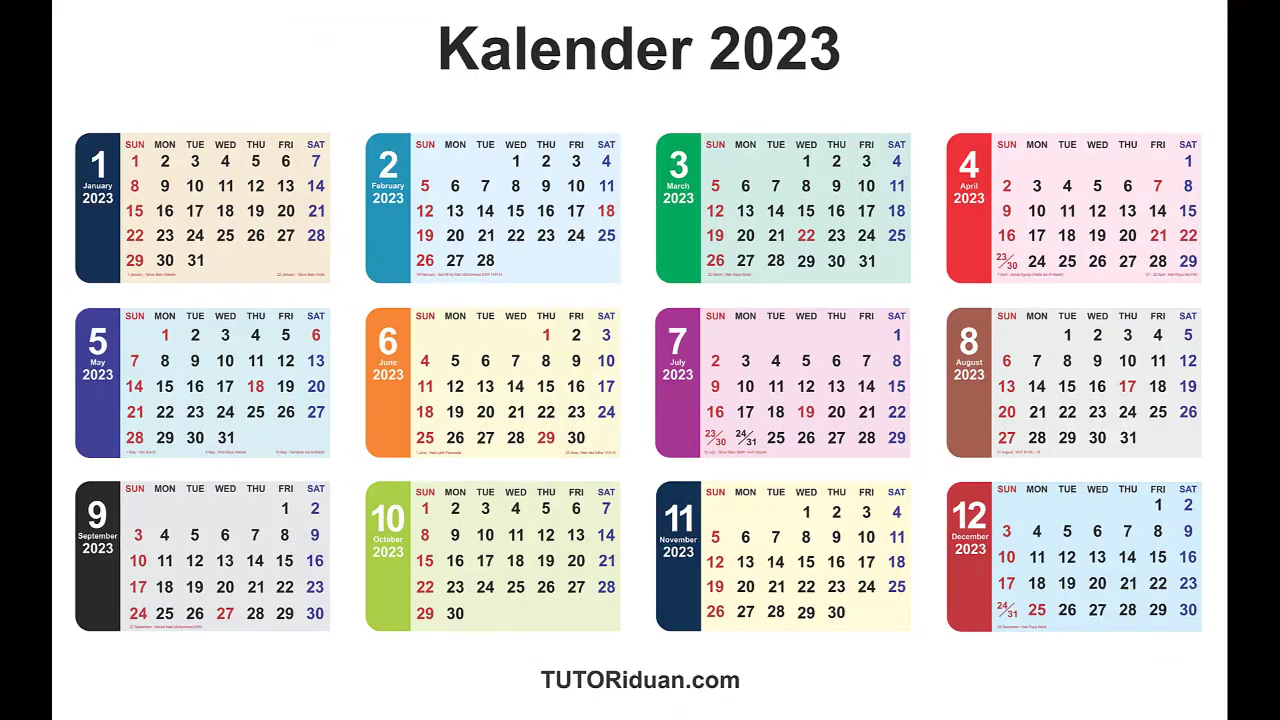 Kalender 2023
1
January
2023
SUN MON TUE WED THU FRI SAT
1 2 3 4 5 6 7
8 9 10 11 12 13 14
15 16 17 18 19 20 21
22 23 24 25 26 27 28
29 30 31
2
February
2023
SUN MON TUE WED THU FRI SAT
1 2 3 4
5 6 7 8 9 10 11
12 13 14 15 16 17 18
19 20 21 22 23 24 25
26 27 28
3
March
2023
SUN MON TUE WED THU FRI SAT
1 2 3 4
5 6 7 8 9 10 11
12 13 14 15 16 17 18
19 20 21 22 23 24 25
26 27 28 29 30 31
4
April
2023
SUN MON TUE WED THU FRI SAT
1
2 3 4 5 6 7 8
9 10 11 12 13 14 15
16 17 18 19 20 21 22
23/30 24 25 26 27 28 29
5
May
2023
SUN MON TUE WED THU FRI SAT
1 2 3 4 5 6
7 8 9 10 11 12 13
14 15 16 17 18 19 20
21 22 23 24 25 26 27
28 29 30 31
6
June
2023
SUN MON TUE WED THU FRI SAT
1 2 3
4 5 6 7 8 9 10
11 12 13 14 15 16 17
18 19 20 21 22 23 24
25 26 27 28 29 30
7
July
2023
SUN MON TUE WED THU FRI SAT
1
2 3 4 5 6 7 8
9 10 11 12 13 14 15
16 17 18 19 20 21 22
23/30 24/31 25 26 27 28 29
8
August
2023
SUN MON TUE WED THU FRI SAT
1 2 3 4 5
6 7 8 9 10 11 12
13 14 15 16 17 18 19
20 21 22 23 24 25 26
27 28 29 30 31
9
September
2023
SUN MON TUE WED THU FRI SAT
1 2
3 4 5 6 7 8 9
10 11 12 13 14 15 16
17 18 19 20 21 22 23
24 25 26 27 28 29 30
10
October
2023
SUN MON TUE WED THU FRI SAT
1 2 3 4 5 6 7
8 9 10 11 12 13 14
15 16 17 18 19 20 21
22 23 24 25 26 27 28
29 30
11
November
2023
SUN MON TUE WED THU FRI SAT
1 2 3 4
5 6 7 8 9 10 11
12 13 14 15 16 17 18
19 20 21 22 23 24 25
26 27 28 29 30
12
December
2023
SUN MON TUE WED THU FRI SAT
1 2
3 4 5 6 7 8 9
10 11 12 13 14 15 16
17 18 19 20 21 22 23
24/31 25 26 27 28 29 30
TUTORiduan.com